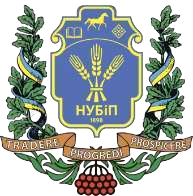 НУБіП
1898
TRADERE
PROGREDI
PROSPICERE